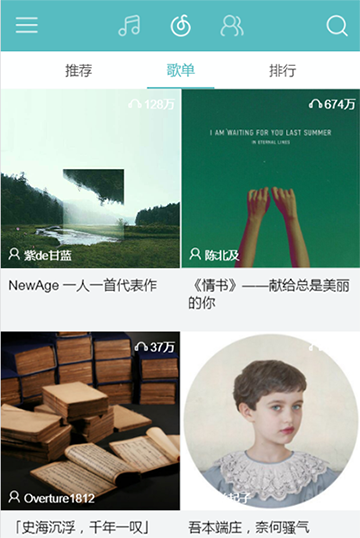 推荐
歌单
排行
128万
674万
I AM WAITING FOR YOU LAST SUMMER
IN ETERNAL LINES
紫de甘蓝
陈北及
NewAge 一人一首代表作
《情书》——献给总是美丽
的你
37万
Overture1812
起子
「史海沉浮，千年一叹」
吾本端庄，奈何骚气